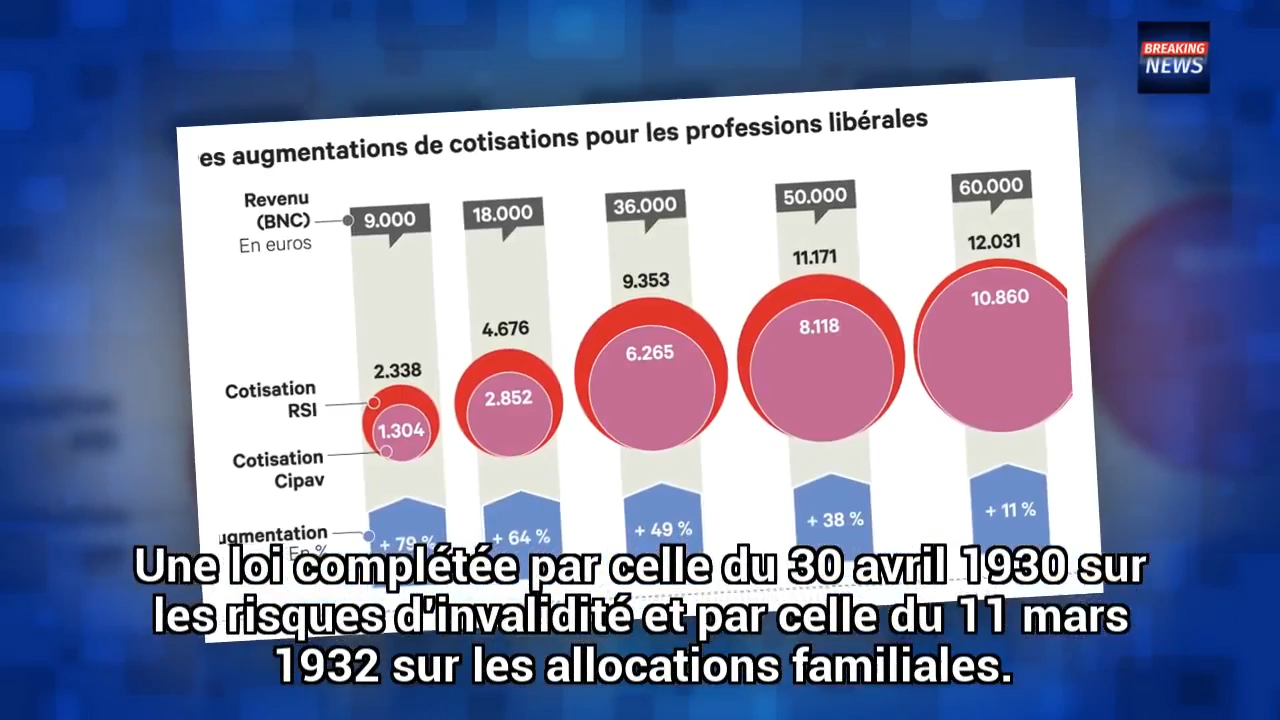 BREAKING
NEWS
es augmentations de cotisations pour les professions libérales
Revenu
(BNC)
En euros
9.000
18.000
36.000
50.000
60.000
2.338
4.676
9.353
11.171
12.031
Cotisation
RSI
1.304
2.852
6.265
8.118
10.860
Cotisation
Cipav
ugmentation
En %
+ 79 %
+ 64 %
+ 49 %
+ 38 %
+ 11 %
Une loi complétée par celle du 30 avril 1930 sur
les risques d'invalidité et par celle du 11 mars
1932 sur les allocations familiales.